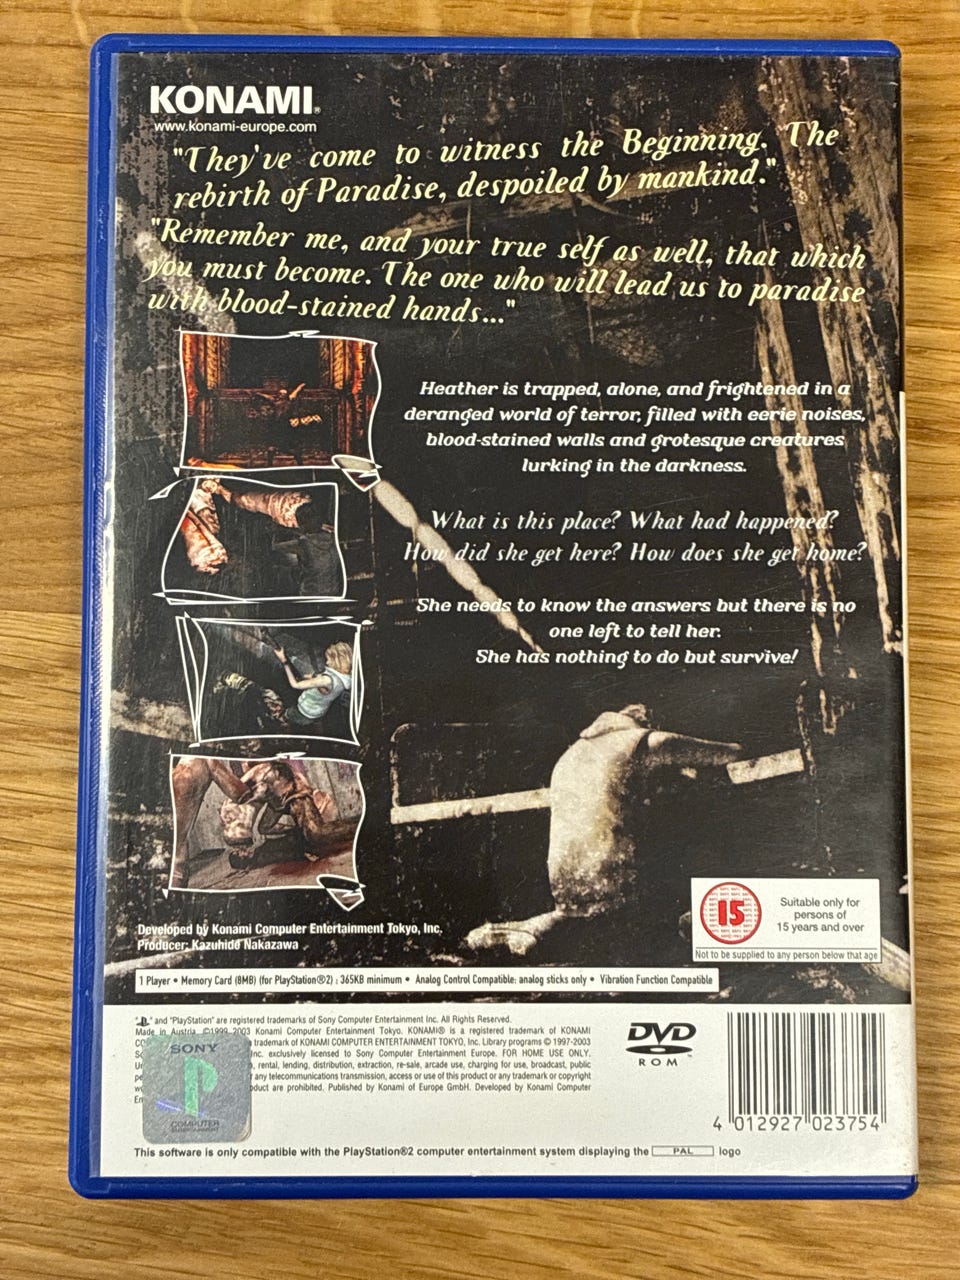 KONAMI®
www.konami-europe.com
"They've come to witness the Beginning. The
rebirth of Paradise, despoiled by mankind."
"Remember me, and your true self as well, that which
you must become. The one who will lead us to paradise
with blood-stained hands..."
Heather is trapped, alone, and frightened in a
deranged world of terror, filled with eerie noises,
blood-stained walls and grotesque creatures
lurking in the darkness.
What is this place? What had happened?
How did she get here? How does she get home?
She needs to know the answers but there is no
one left to tell her.
She has nothing to do but survive!
15
Suitable only for
persons of
15 years and over
Not to be supplied to any person below that age
Developed by Konami Computer Entertainment Tokyo, Inc.
Producer: Kazuhide Nakazawa
1 Player • Memory Card (8MB) (for PlayStation®2) : 365KB minimum • Analog Control Compatible: analog sticks only • Vibration Function Compatible
" " and "PlayStation" are registered trademarks of Sony Computer Entertainment Inc. All Rights Reserved.
Made in Austria. ©1999 2003 Konami Computer Entertainment Tokyo. KONAMI® is a registered trademark of KONAMI
trademark of KONAMI COMPUTER ENTERTAINMENT TOKYO, Inc. Library programs © 1997-2003
Inc. exclusively licensed to Sony Computer Entertainment Europe. FOR HOME USE ONLY.
, rental, lending, distribution, extraction, re-sale, arcade use, charging for use, broadcast, public
any telecommunications transmission, access or use of this product or any trademark or copyright
are prohibited. Published by Konami of Europe GmbH. Developed by Konami Computer
SONY
COMPUTER
ENTERTAINMENT
DVD
ROM
4 012927 023754
This software is only compatible with the PlayStation®2 computer entertainment system displaying the PAL logo